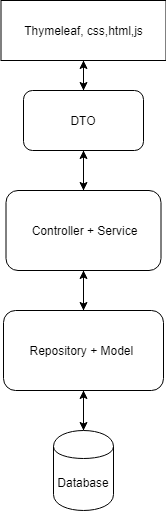 Thymeleaf, css,html,js
DTO
Controller + Service
Repository + Model
Database